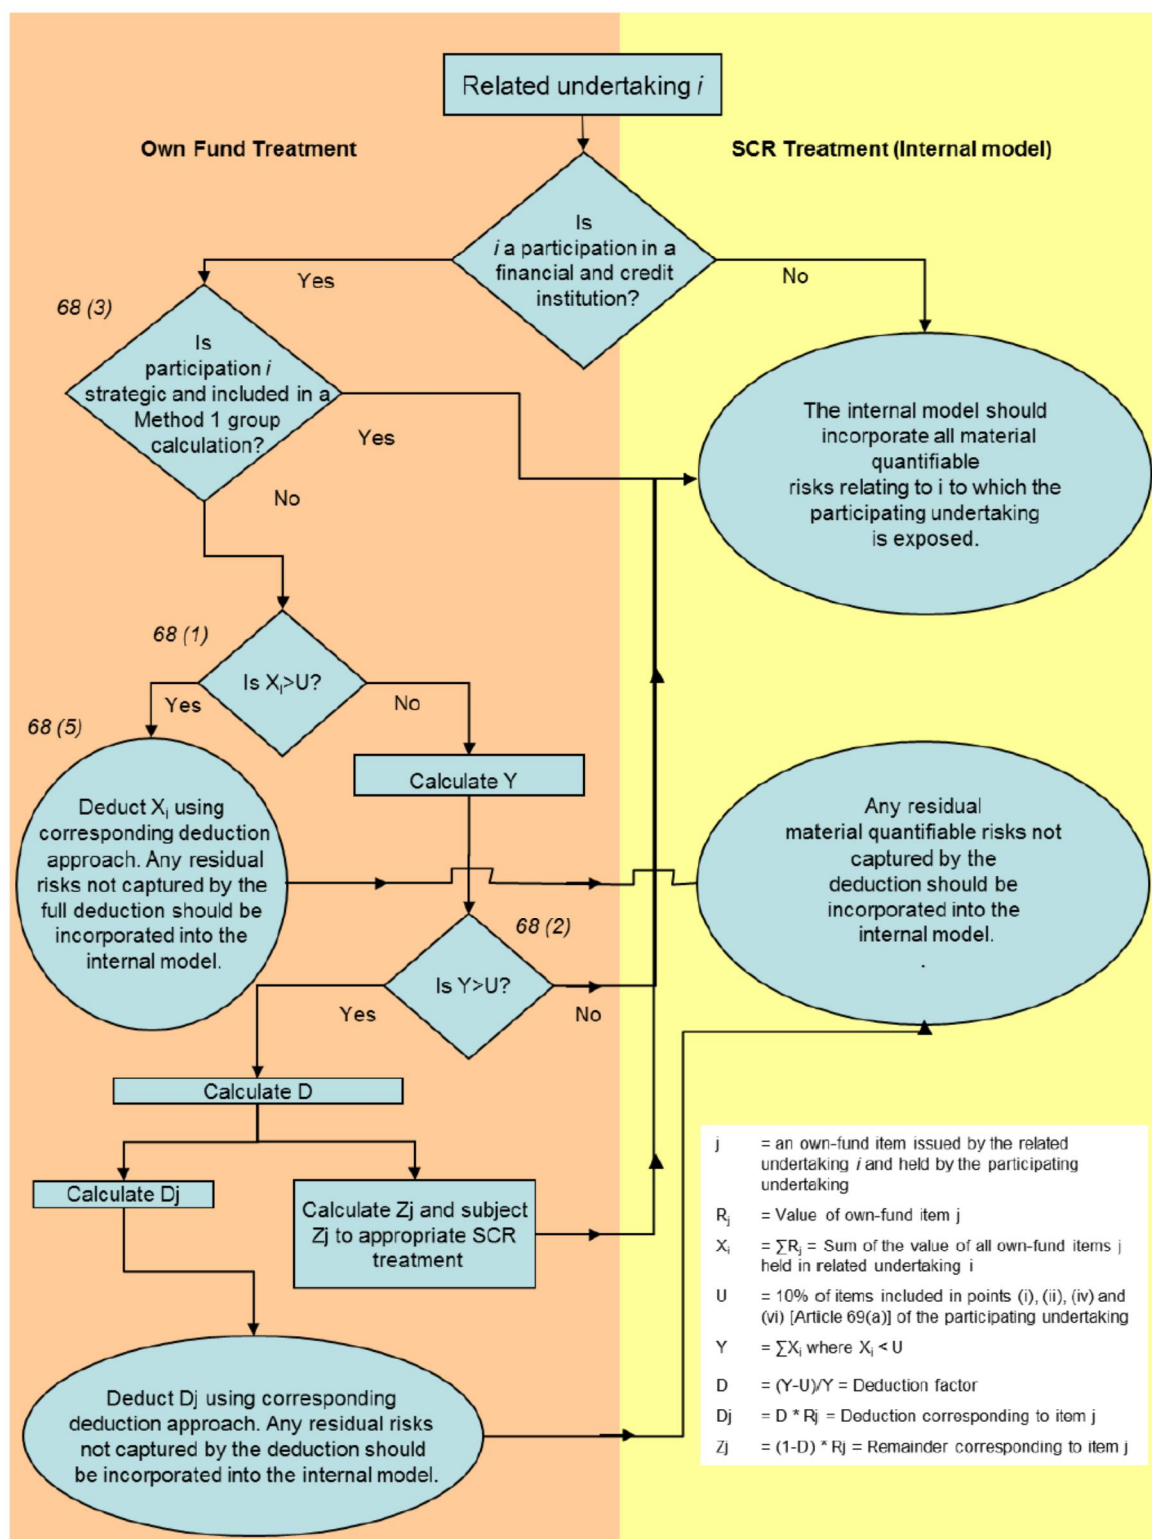 Related undertaking i
Own Fund Treatment
SCR Treatment (Internal model)
Is
i a participation in a
financial and credit
institution?
Yes
No
68 (3)
Is
participation i
strategic and included in a
Method 1 group
calculation?
Yes
No
The internal model should
incorporate all material
quantifiable
risks relating to i to which the
participating undertaking
is exposed.
68 (1)
Is Xᵢ>U?
Yes
No
68 (5)
Calculate Y
Deduct Xᵢ using
corresponding deduction
approach. Any residual
risks not captured by the
full deduction should be
incorporated into the
internal model.
Any residual
material quantifiable risks not
captured by the
deduction should be
incorporated into the
internal model.
.
68 (2)
Is Y>U?
Yes
No
Calculate D
Calculate Dj
Calculate Zj and subject
Zj to appropriate SCR
treatment
Deduct Dj using corresponding
deduction approach. Any residual risks
not captured by the deduction should
be incorporated into the internal model.
j = an own-fund item issued by the related
undertaking i and held by the participating
undertaking
Rⱼ = Value of own-fund item j
Xᵢ = ∑Rⱼ = Sum of the value of all own-fund items j
held in related undertaking i
U = 10% of items included in points (i), (ii), (iv) and
(vi) [Article 69(a)] of the participating undertaking
Y = ∑Xᵢ where Xᵢ < U
D = (Y-U)/Y = Deduction factor
Dj = D * Rj = Deduction corresponding to item j
Zj = (1-D) * Rj = Remainder corresponding to item j